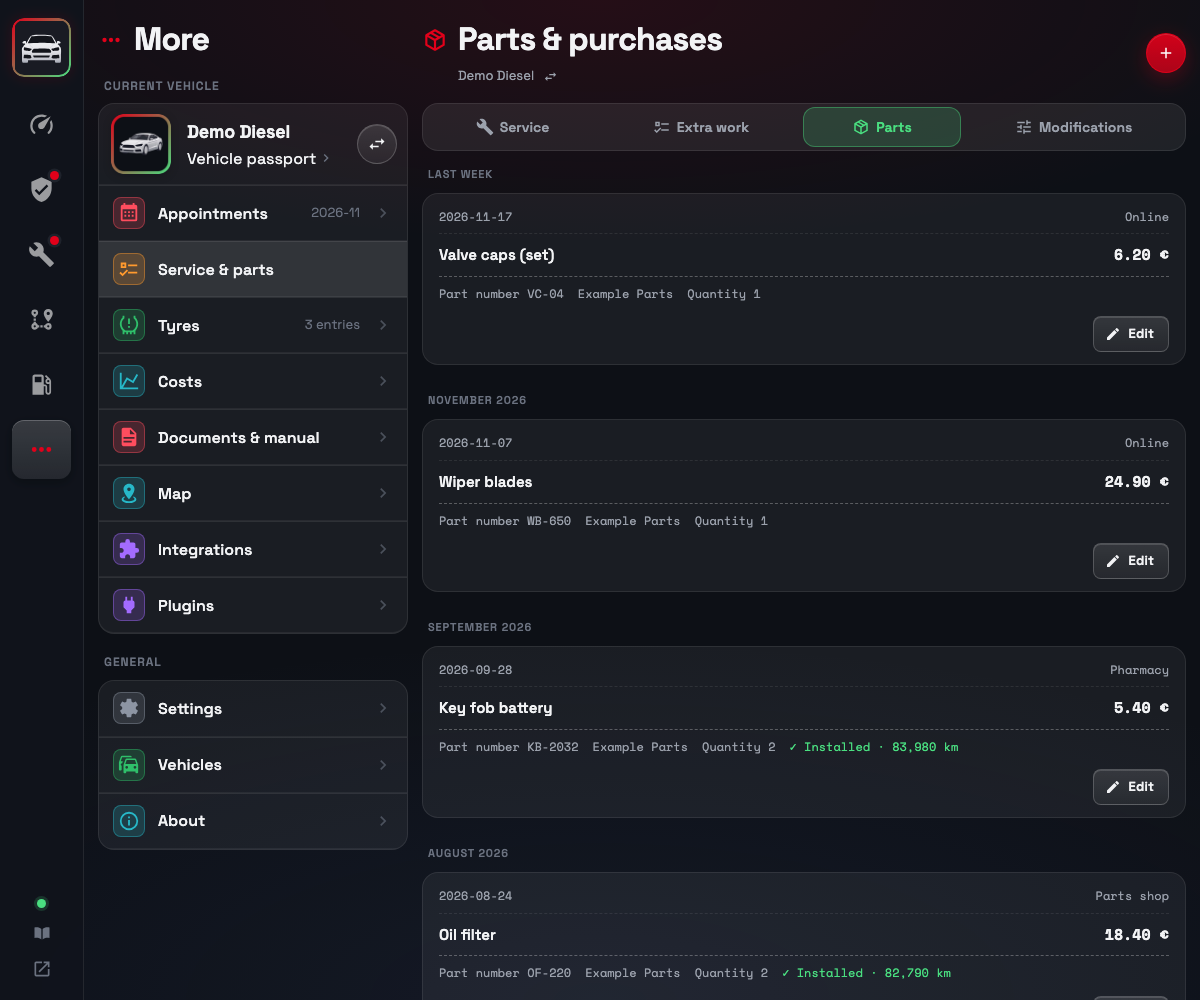 More
CURRENT VEHICLE
Demo Diesel
Vehicle passport
Appointments 2026-11
Service & parts
Tyres 3 entries
Costs
Documents & manual
Map
Integrations
Plugins
GENERAL
Settings
Vehicles
About
Parts & purchases
Demo Diesel
+
Service Extra work Parts Modifications
LAST WEEK
2026-11-17 Online
Valve caps (set) 6.20 €
Part number VC-04 Example Parts Quantity 1
Edit
NOVEMBER 2026
2026-11-07 Online
Wiper blades 24.90 €
Part number WB-650 Example Parts Quantity 1
Edit
SEPTEMBER 2026
2026-09-28 Pharmacy
Key fob battery 5.40 €
Part number KB-2032 Example Parts Quantity 2 ✓ Installed · 83,980 km
Edit
AUGUST 2026
2026-08-24 Parts shop
Oil filter 18.40 €
Part number OF-220 Example Parts Quantity 2 ✓ Installed · 82,790 km